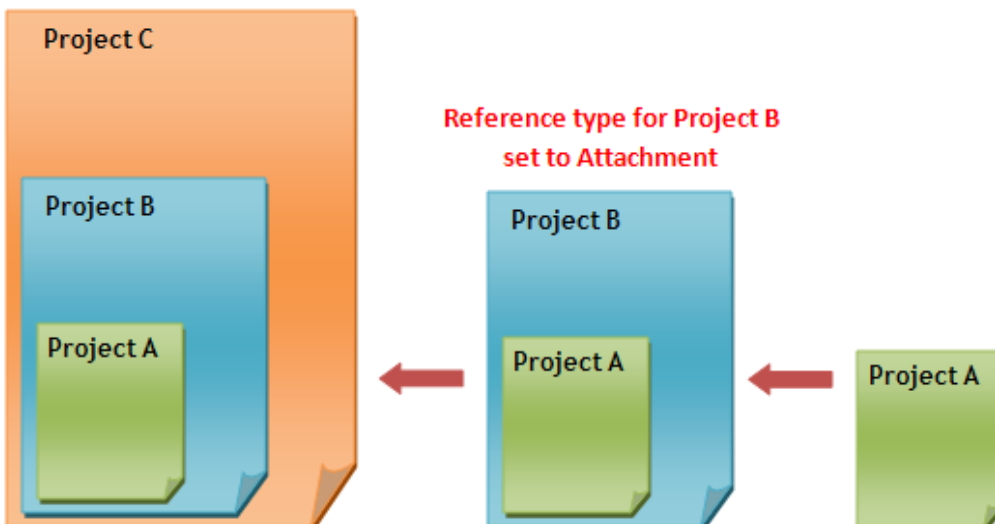 Project C
Reference type for Project B
set to Attachment
Project B
Project B
Project A
Project A
Project A